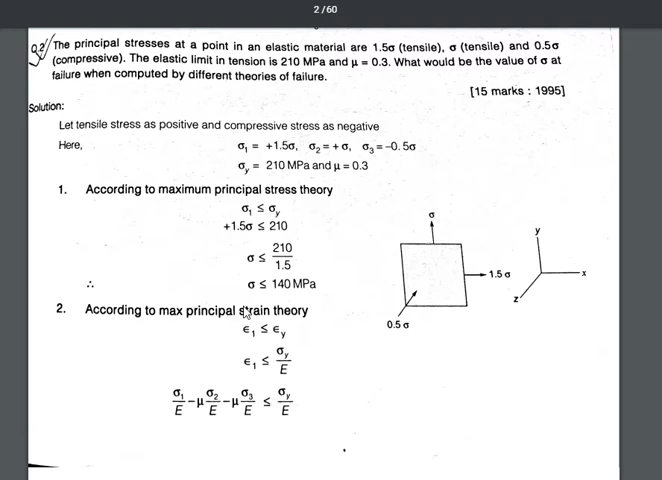 2 / 60
Q.2 The principal stresses at a point in an elastic material are 1.5σ (tensile), σ (tensile) and 0.5σ
(compressive). The elastic limit in tension is 210 MPa and μ = 0.3. What would be the value of σ at
failure when computed by different theories of failure.
[15 marks : 1995]
Solution:
Let tensile stress as positive and compressive stress as negative
Here, σ₁ = +1.5σ, σ₂ = +σ, σ₃ = −0.5σ
σy = 210 MPa and μ = 0.3
1. According to maximum principal stress theory
σ₁ ≤ σy
+1.5σ ≤ 210
σ ≤ 210/1.5
∴ σ ≤ 140 MPa
2. According to max principal strain theory
ϵ₁ ≤ ϵy
ϵ₁ ≤ σy/E
σ₁/E − μ σ₂/E − μ σ₃/E ≤ σy/E
σ
1.5 σ
0.5 σ
y
x
z